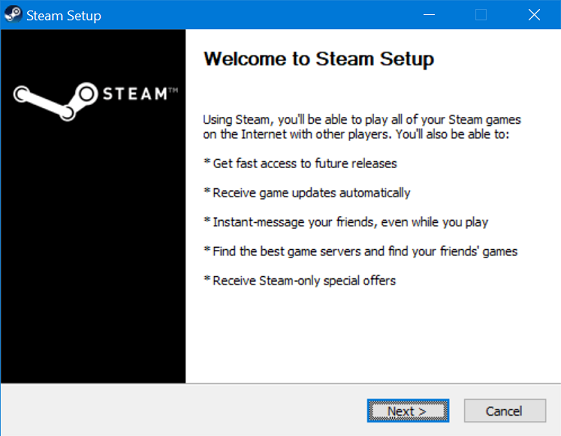 Steam Setup
STEAM™
Welcome to Steam Setup
Using Steam, you'll be able to play all of your Steam games
on the Internet with other players. You'll also be able to:
* Get fast access to future releases
* Receive game updates automatically
* Instant-message your friends, even while you play
* Find the best game servers and find your friends' games
* Receive Steam-only special offers
Next >
Cancel